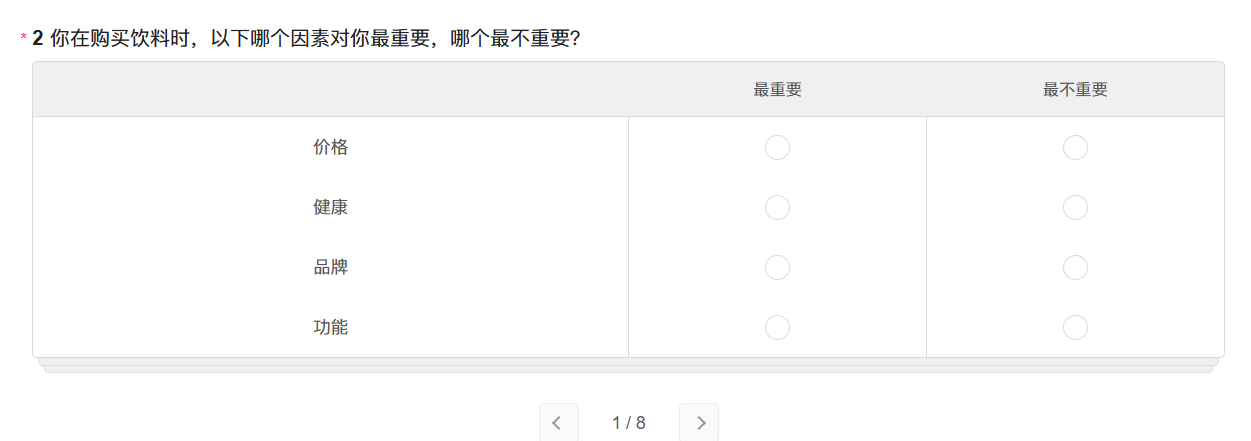 * 2 你在购买饮料时，以下哪个因素对你最重要，哪个最不重要？
最重要 最不重要
价格
健康
品牌
功能
1 / 8